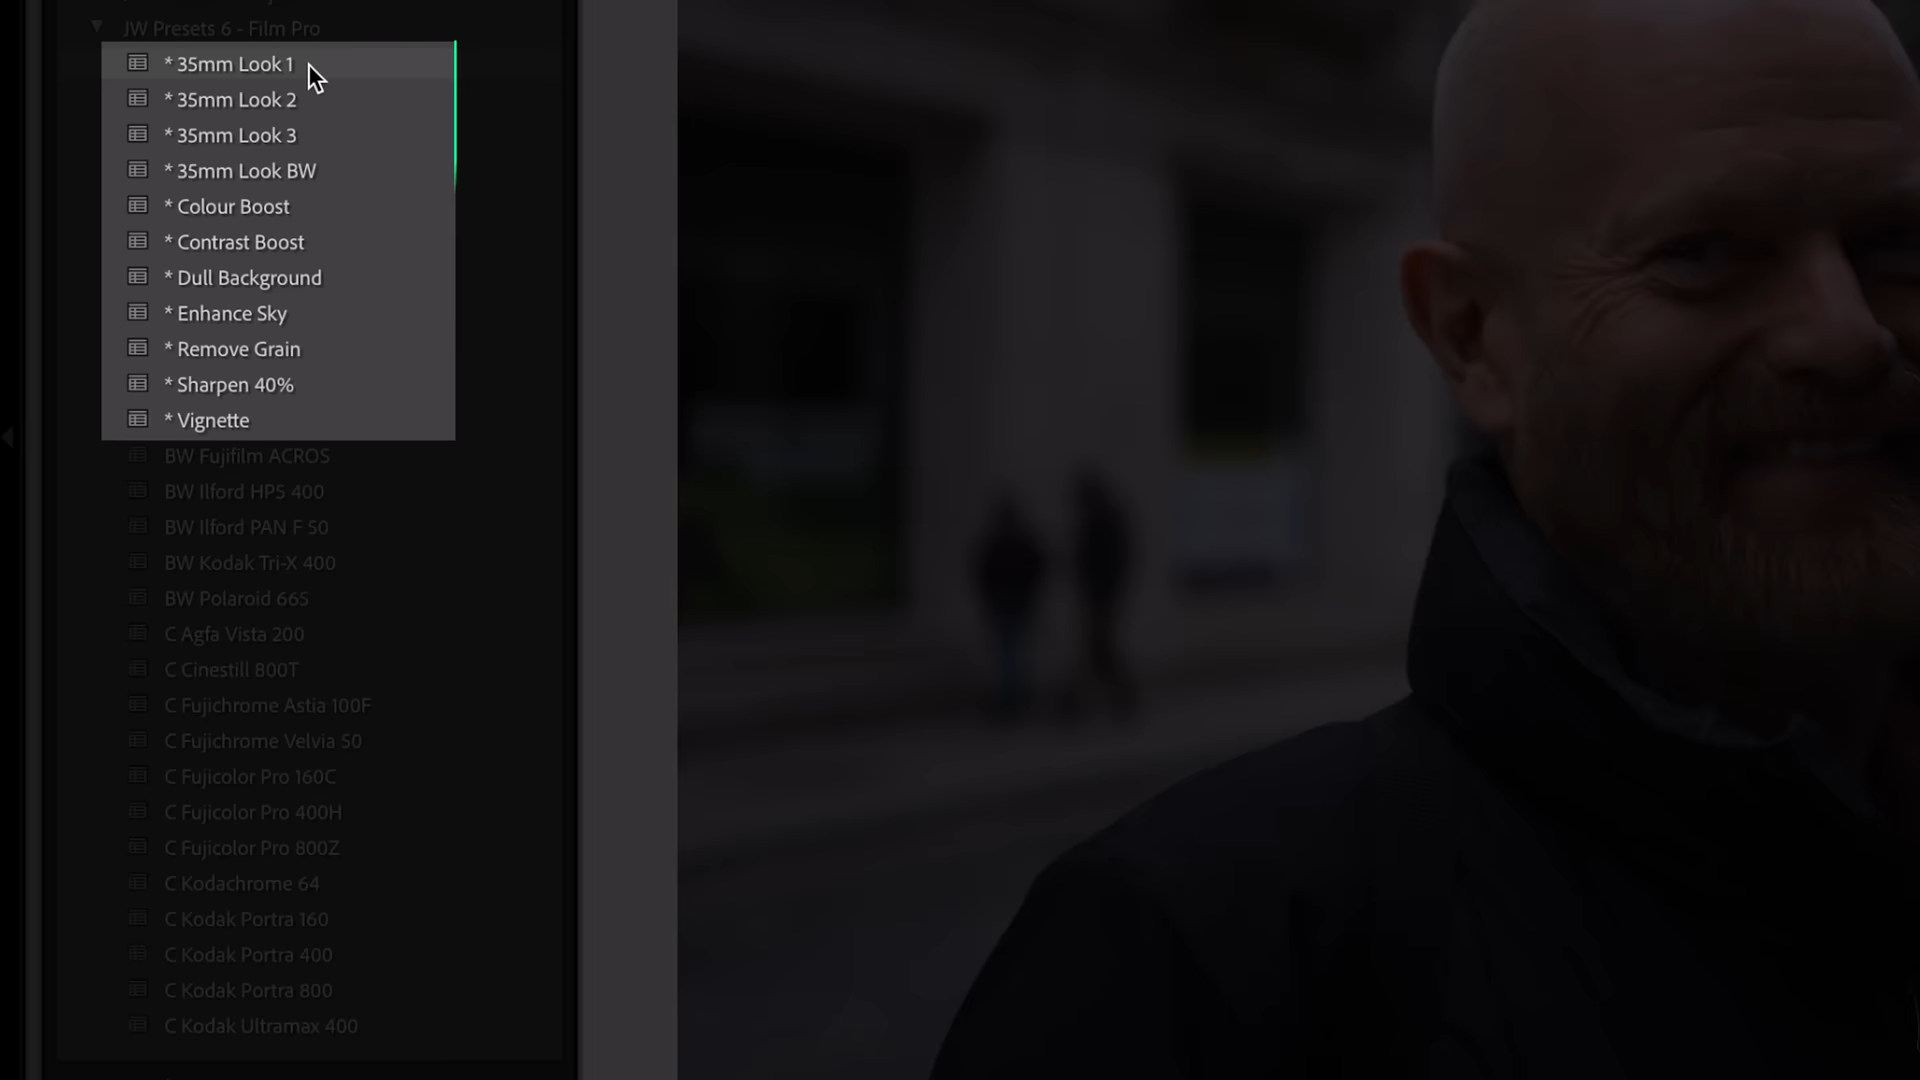 JW Presets 6 - Film Pro
* 35mm Look 1
* 35mm Look 2
* 35mm Look 3
* 35mm Look BW
* Colour Boost
* Contrast Boost
* Dull Background
* Enhance Sky
* Remove Grain
* Sharpen 40%
* Vignette
BW Fujifilm ACROS
BW Ilford HP5 400
BW Ilford PAN F 50
BW Kodak Tri-X 400
BW Polaroid 665
C Agfa Vista 200
C Cinestill 800T
C Fujichrome Astia 100F
C Fujichrome Velvia 50
C Fujicolor Pro 160C
C Fujicolor Pro 400H
C Fujicolor Pro 800Z
C Kodachrome 64
C Kodak Portra 160
C Kodak Portra 400
C Kodak Portra 800
C Kodak Ultramax 400